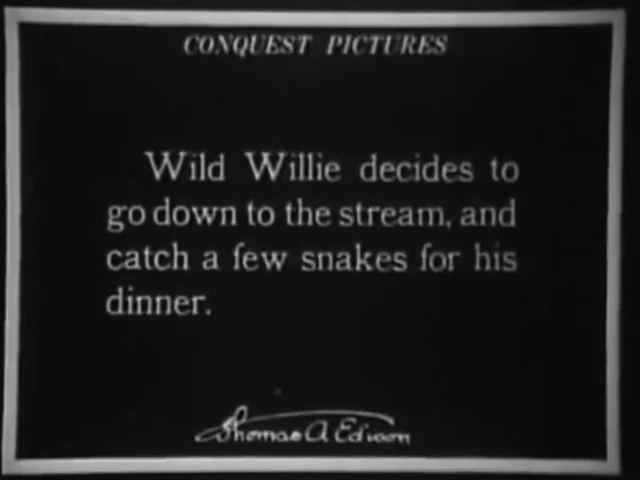 CONQUEST PICTURES
Wild Willie decides to
go down to the stream, and
catch a few snakes for his
dinner.
Thomas A Edison